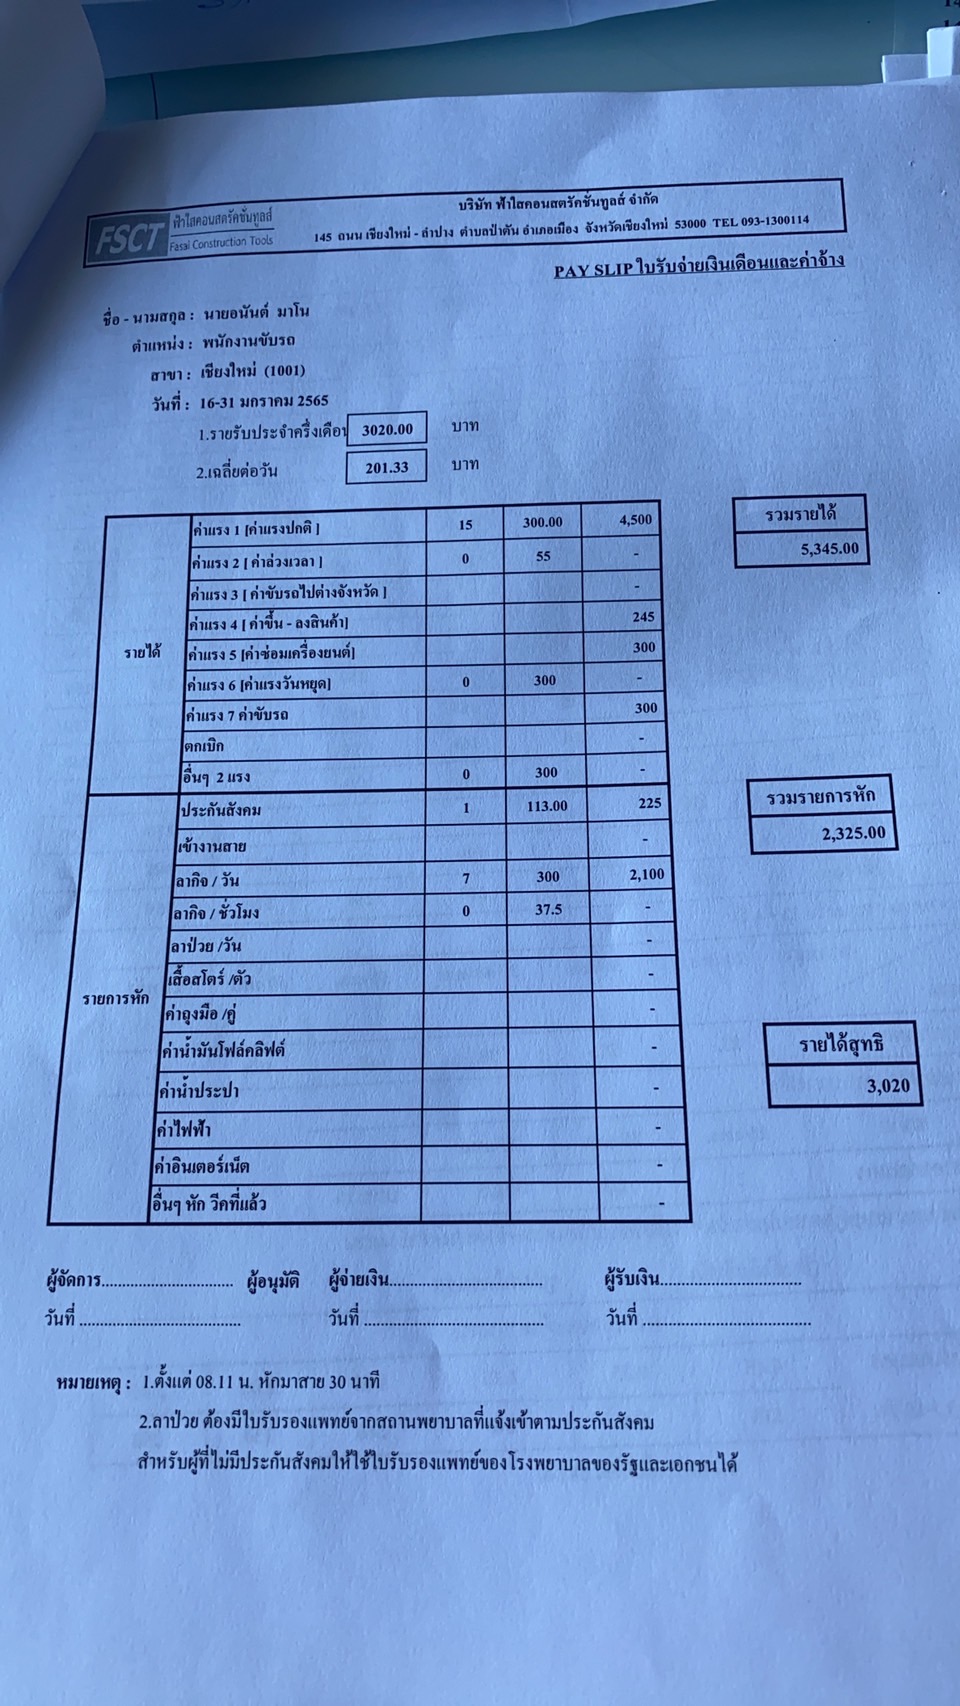 FSCT ฟ้าใสคอนสตรัคชั่นทูลส์
Fasai Construction Tools
บริษัท ฟ้าใสคอนสตรัคชั่นทูลส์ จำกัด
145 ถนน เชียงใหม่ - ลำปาง ตำบลป่าตัน อำเภอเมือง จังหวัดเชียงใหม่ 53000 TEL 093-1300114
PAY SLIP ใบรับจ่ายเงินเดือนและค่าจ้าง
ชื่อ - นามสกุล : นายอนันต์ มาโน
ตำแหน่ง : พนักงานขับรถ
สาขา : เชียงใหม่ (1001)
วันที่ : 16-31 มกราคม 2565
1.รายรับประจำครึ่งเดือน 3020.00 บาท
2.เฉลี่ยต่อวัน 201.33 บาท
รายได้
ค่าแรง 1 [ค่าแรงปกติ ] 15 300.00 4,500
ค่าแรง 2 [ ค่าล่วงเวลา ] 0 55 -
ค่าแรง 3 [ ค่าขับรถไปต่างจังหวัด ] -
ค่าแรง 4 [ ค่าขึ้น - ลงสินค้า] 245
ค่าแรง 5 [ค่าซ่อมเครื่องยนต์] 300
ค่าแรง 6 [ค่าแรงวันหยุด] 0 300 -
ค่าแรง 7 ค่าขับรถ 300
ตกเบิก -
อื่นๆ 2 แรง 0 300 -
รวมรายได้
5,345.00
รายการหัก
ประกันสังคม 1 113.00 225
เข้างานสาย -
ลากิจ / วัน 7 300 2,100
ลากิจ / ชั่วโมง 0 37.5 -
ลาป่วย /วัน -
เสื้อสโตร์ /ตัว -
ค่าถุงมือ /คู่ -
ค่าน้ำมันโฟล์คลิฟต์ -
ค่าน้ำประปา -
ค่าไฟฟ้า -
ค่าอินเตอร์เน็ต -
อื่นๆ หัก วีคที่แล้ว -
รวมรายการหัก
2,325.00
รายได้สุทธิ
3,020
ผู้จัดการ............................... ผู้อนุมัติ ผู้จ่ายเงิน.................................... ผู้รับเงิน.................................
วันที่ ...................................... วันที่ .......................................... วันที่ ........................................
หมายเหตุ : 1.ตั้งแต่ 08.11 น. หักมาสาย 30 นาที
2.ลาป่วย ต้องมีใบรับรองแพทย์จากสถานพยาบาลที่แจ้งเข้าตามประกันสังคม
สำหรับผู้ที่ไม่มีประกันสังคมให้ใช้ใบรับรองแพทย์ของโรงพยาบาลของรัฐและเอกชนได้